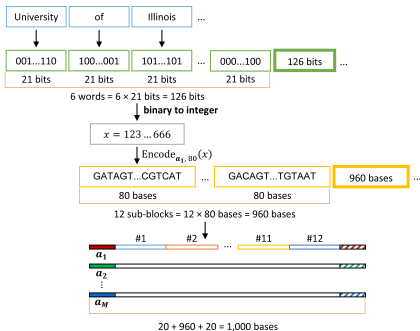 University of Illinois ...
001...110 100...001 101...101 ... 000...100 126 bits ...
21 bits 21 bits 21 bits 21 bits
6 words = 6 × 21 bits = 126 bits
binary to integer
x = 123 ... 666
Encode a₁, 80 (x)
GATAGT...CGTCAT ... GACAGT...TGTAAT 960 bases ...
80 bases 80 bases
12 sub-blocks = 12 × 80 bases = 960 bases
#1 #2 ... #11 #12
a₁
a₂
⋮
a_M
20 + 960 + 20 = 1,000 bases